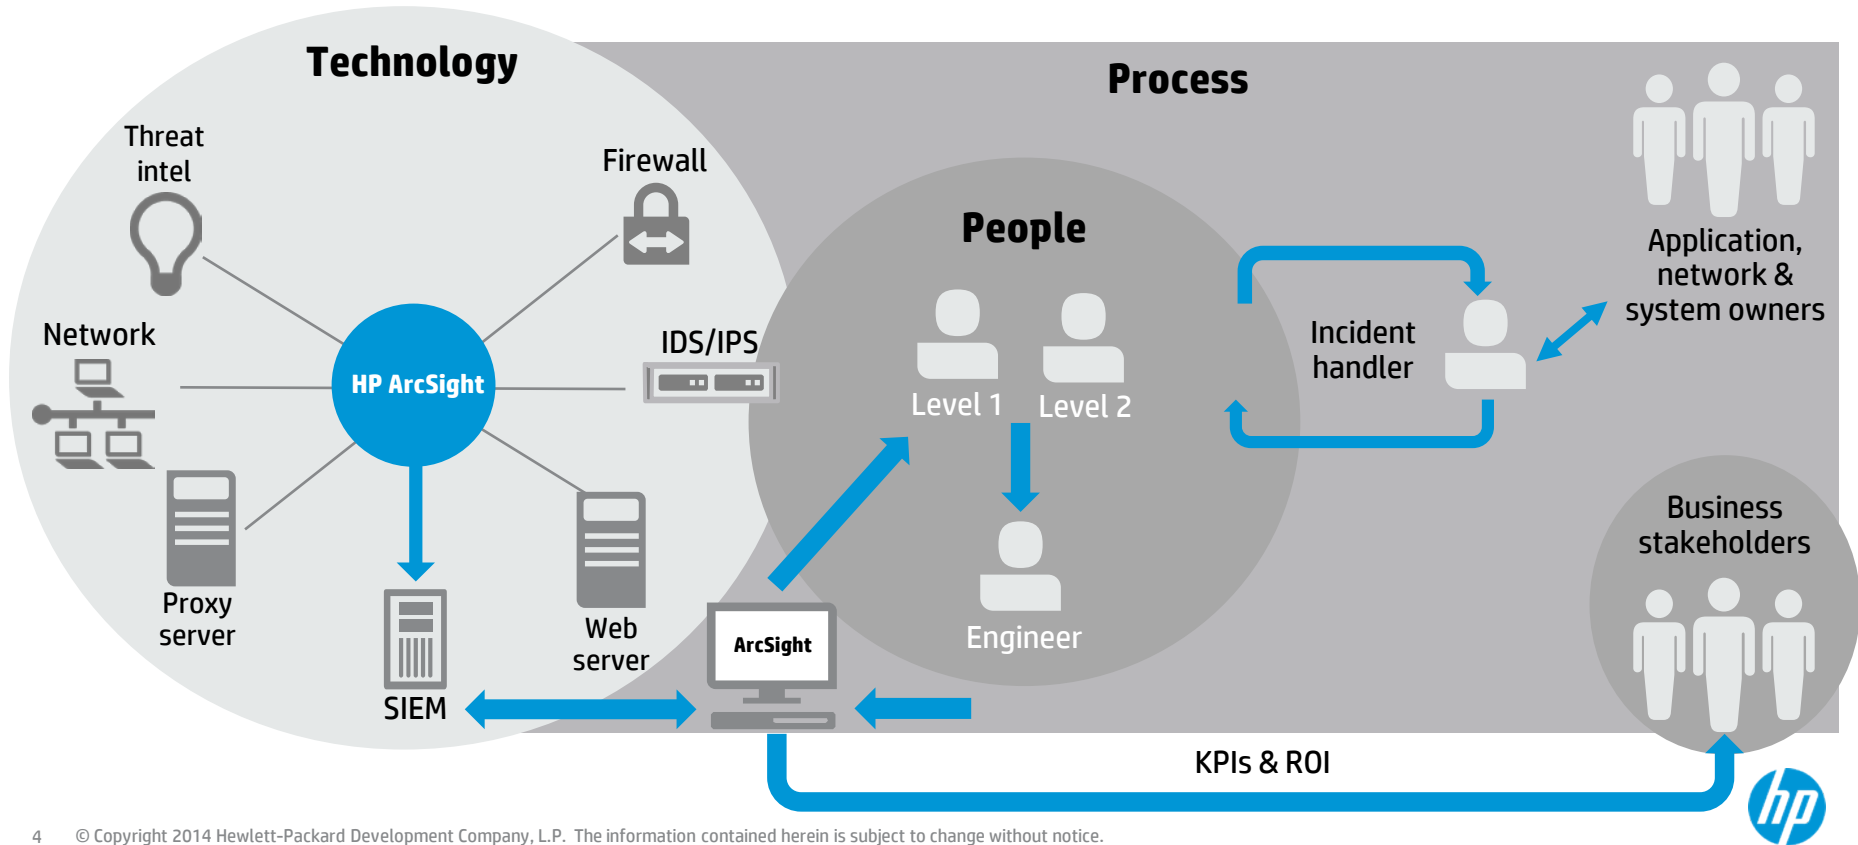 Technology
Process
Threat
intel
Firewall
People
Application,
network &
system owners
Network
IDS/IPS
HP ArcSight
Incident
handler
Level 1
Level 2
Business
stakeholders
Proxy
server
Web
server
ArcSight
Engineer
SIEM
KPIs & ROI
hp
4 © Copyright 2014 Hewlett-Packard Development Company, L.P. The information contained herein is subject to change without notice.